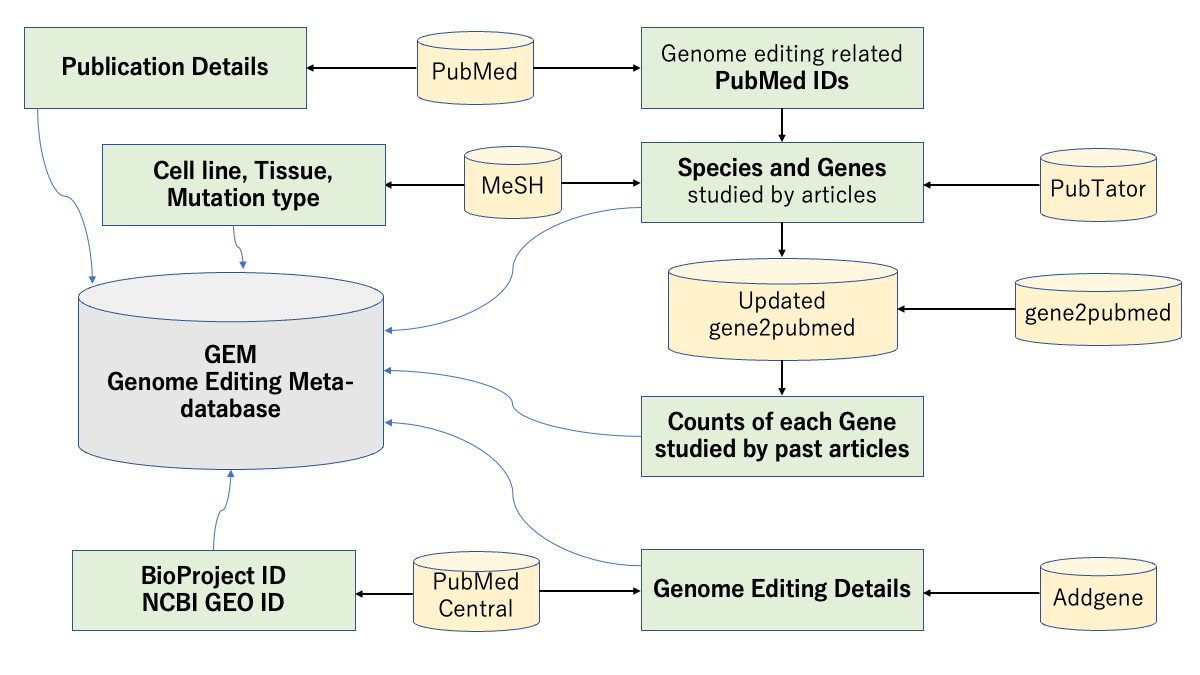 Publication Details
PubMed
Genome editing related
PubMed IDs
Cell line, Tissue,
Mutation type
MeSH
Species and Genes
studied by articles
PubTator
Updated
gene2pubmed
gene2pubmed
GEM
Genome Editing Meta-
database
Counts of each Gene
studied by past articles
BioProject ID
NCBI GEO ID
PubMed
Central
Genome Editing Details
Addgene